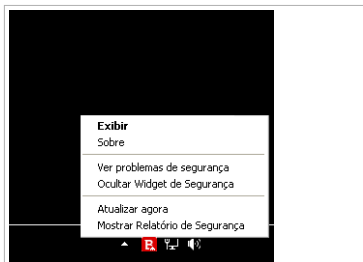 Exibir
Sobre
Ver problemas de segurança
Ocultar Widget de Segurança
Atualizar agora
Mostrar Relatório de Segurança